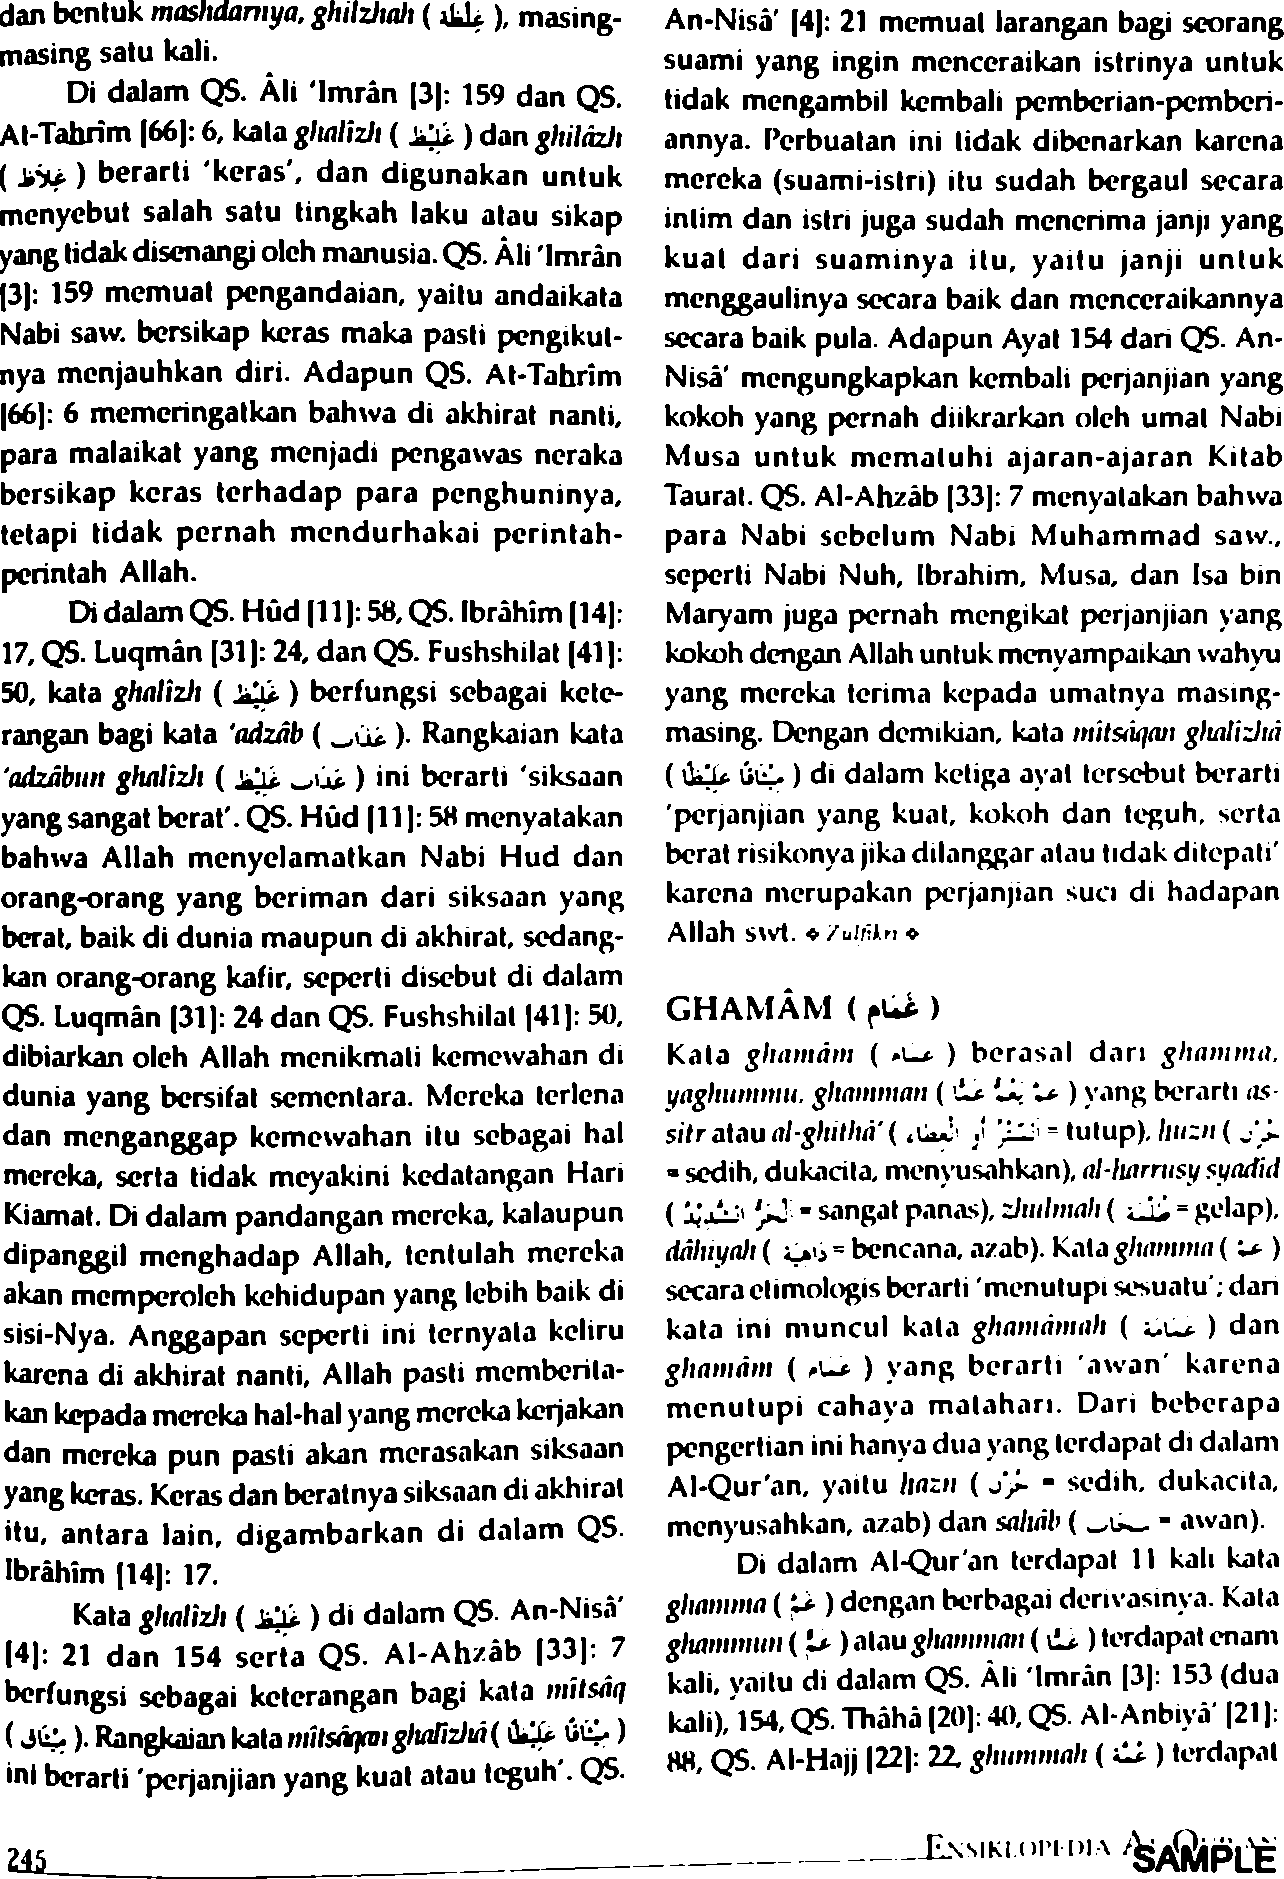 dan bentuk mashdarnya, ghilzhah ( غِلْظَة ), masing-
masing satu kali.
Di dalam QS. Âli 'Imrân [3]: 159 dan QS.
At-Tahrîm [66]: 6, kata ghalîzh ( غَلِيْظ ) dan ghilâzh
( غِلاَظ ) berarti 'keras', dan digunakan untuk
menyebut salah satu tingkah laku atau sikap
yang tidak disenangi oleh manusia. QS. Âli 'Imrân
[3]: 159 memuat pengandaian, yaitu andaikata
Nabi saw. bersikap keras maka pasti pengikut-
nya menjauhkan diri. Adapun QS. At-Tahrîm
[66]: 6 memeringatkan bahwa di akhirat nanti,
para malaikat yang menjadi pengawas neraka
bersikap keras terhadap para penghuninya,
tetapi tidak pernah mendurhakai perintah-
perintah Allah.
Di dalam QS. Hûd [11]: 58, QS. Ibrâhîm [14]:
17, QS. Luqmân [31]: 24, dan QS. Fushshilat [41]:
50, kata ghalîzh ( غَلِيْظ ) berfungsi sebagai kete-
rangan bagi kata 'adzâb ( عَذَاب ). Rangkaian kata
'adzâbun ghalîzh ( عَذَاب غَلِيْظ ) ini berarti 'siksaan
yang sangat berat'. QS. Hûd [11]: 58 menyatakan
bahwa Allah menyelamatkan Nabi Hud dan
orang-orang yang beriman dari siksaan yang
berat, baik di dunia maupun di akhirat, sedang-
kan orang-orang kafir, seperti disebut di dalam
QS. Luqmân [31]: 24 dan QS. Fushshilat [41]: 50,
dibiarkan oleh Allah menikmati kemewahan di
dunia yang bersifat sementara. Mereka terlena
dan menganggap kemewahan itu sebagai hal
mereka, serta tidak meyakini kedatangan Hari
Kiamat. Di dalam pandangan mereka, kalaupun
dipanggil menghadap Allah, tentulah mereka
akan memperoleh kehidupan yang lebih baik di
sisi-Nya. Anggapan seperti ini ternyata keliru
karena di akhirat nanti, Allah pasti memberita-
kan kepada mereka hal-hal yang mereka kerjakan
dan mereka pun pasti akan merasakan siksaan
yang keras. Keras dan beratnya siksaan di akhirat
itu, antara lain, digambarkan di dalam QS.
Ibrâhîm [14]: 17.
Kata ghalîzh ( غَلِيْظ ) di dalam QS. An-Nisâ'
[4]: 21 dan 154 serta QS. Al-Ahzâb [33]: 7
berfungsi sebagai keterangan bagi kata mîtsâq
( مِيْثَاق ). Rangkaian kata mîtsâqan ghalîzhâ ( مِيْثَاقًا غَلِيْظًا )
ini berarti 'perjanjian yang kuat atau teguh'. QS.
An-Nisâ' [4]: 21 memuat larangan bagi seorang
suami yang ingin menceraikan istrinya untuk
tidak mengambil kembali pemberian-pemberi-
annya. Perbuatan ini tidak dibenarkan karena
mereka (suami-istri) itu sudah bergaul secara
intim dan istri juga sudah menerima janji yang
kuat dari suaminya itu, yaitu janji untuk
menggaulinya secara baik dan menceraikannya
secara baik pula. Adapun Ayat 154 dari QS. An-
Nisâ' mengungkapkan kembali perjanjian yang
kokoh yang pernah diikrarkan oleh umat Nabi
Musa untuk mematuhi ajaran-ajaran Kitab
Taurat. QS. Al-Ahzâb [33]: 7 menyatakan bahwa
para Nabi sebelum Nabi Muhammad saw.,
seperti Nabi Nuh, Ibrahim, Musa, dan Isa bin
Maryam juga pernah mengikat perjanjian yang
kokoh dengan Allah untuk menyampaikan wahyu
yang mereka terima kepada umatnya masing-
masing. Dengan demikian, kata mîtsâqan ghalîzhâ
( مِيْثَاقًا غَلِيْظًا ) di dalam ketiga ayat tersebut berarti
'perjanjian yang kuat, kokoh dan teguh, serta
berat risikonya jika dilanggar atau tidak ditepati'
karena merupakan perjanjian suci di hadapan
Allah swt. ◊ Zulfikri ◊
GHAMÂM ( غَمَام )
Kata ghamâm ( غمام ) berasal dari ghamma,
yaghummu, ghamman ( غَمَّ يَغُمُّ غَمًّا ) yang berarti as-
sitr atau al-ghithâ' ( السِّتْرُ أَوِ الْغِطَاء = tutup), huzn ( حُزْن
= sedih, dukacita, menyusahkan), al-harrusy syadîd
( الْحَرُّ الشَّدِيْدُ = sangat panas), zhulmah ( ظُلْمَة = gelap),
dâhiyah ( دَاهِيَة = bencana, azab). Kata ghamma ( غَمَّ )
secara etimologis berarti 'menutupi sesuatu'; dari
kata ini muncul kata ghamâmah ( غَمَامَة ) dan
ghamâm ( غَمَام ) yang berarti 'awan' karena
menutupi cahaya matahari. Dari beberapa
pengertian ini hanya dua yang terdapat di dalam
Al-Qur'an, yaitu hazn ( حَزْن = sedih, dukacita,
menyusahkan, azab) dan sahâb ( سَحَاب = awan).
Di dalam Al-Qur'an terdapat 11 kali kata
ghamma ( غَمَّ ) dengan berbagai derivasinya. Kata
ghammun ( غَمٌّ ) atau ghamman ( غَمًّا ) terdapat enam
kali, yaitu di dalam QS. Âli 'Imrân [3]: 153 (dua
kali), 154, QS. Thâhâ [20]: 40, QS. Al-Anbiyâ' [21]:
88, QS. Al-Hajj [22]: 22, ghummah ( غُمَّة ) terdapat
245
ENSIKLOPEDIA AL-QUR'AN
SAMPLE